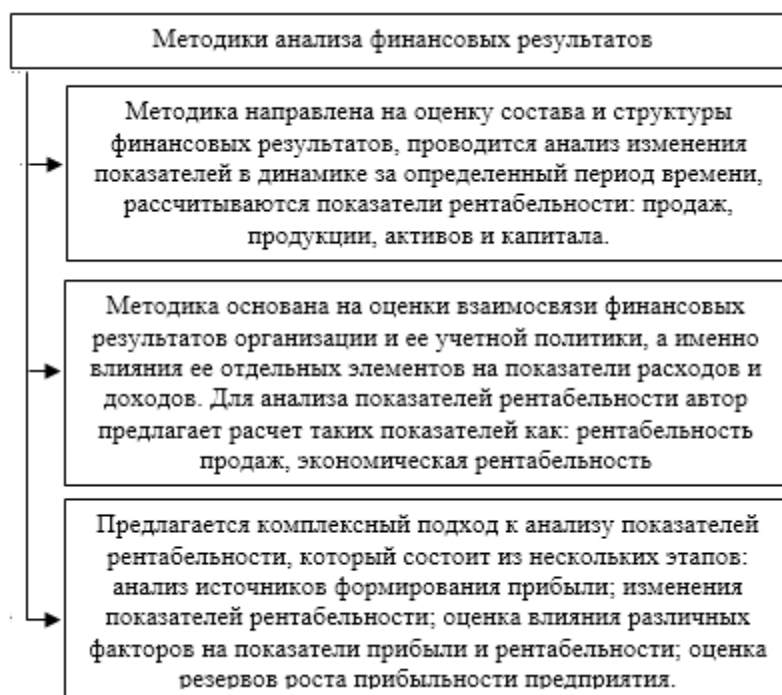 Методики анализа финансовых результатов
Методика направлена на оценку состава и структуры
финансовых результатов, проводится анализ изменения
показателей в динамике за определенный период времени,
рассчитываются показатели рентабельности: продаж,
продукции, активов и капитала.
Методика основана на оценки взаимосвязи финансовых
результатов организации и ее учетной политики, а именно
влияния ее отдельных элементов на показатели расходов и
доходов. Для анализа показателей рентабельности автор
предлагает расчет таких показателей как: рентабельность
продаж, экономическая рентабельность
Предлагается комплексный подход к анализу показателей
рентабельности, который состоит из нескольких этапов:
анализ источников формирования прибыли; изменения
показателей рентабельности; оценка влияния различных
факторов на показатели прибыли и рентабельности; оценка
резервов роста прибыльности предприятия.